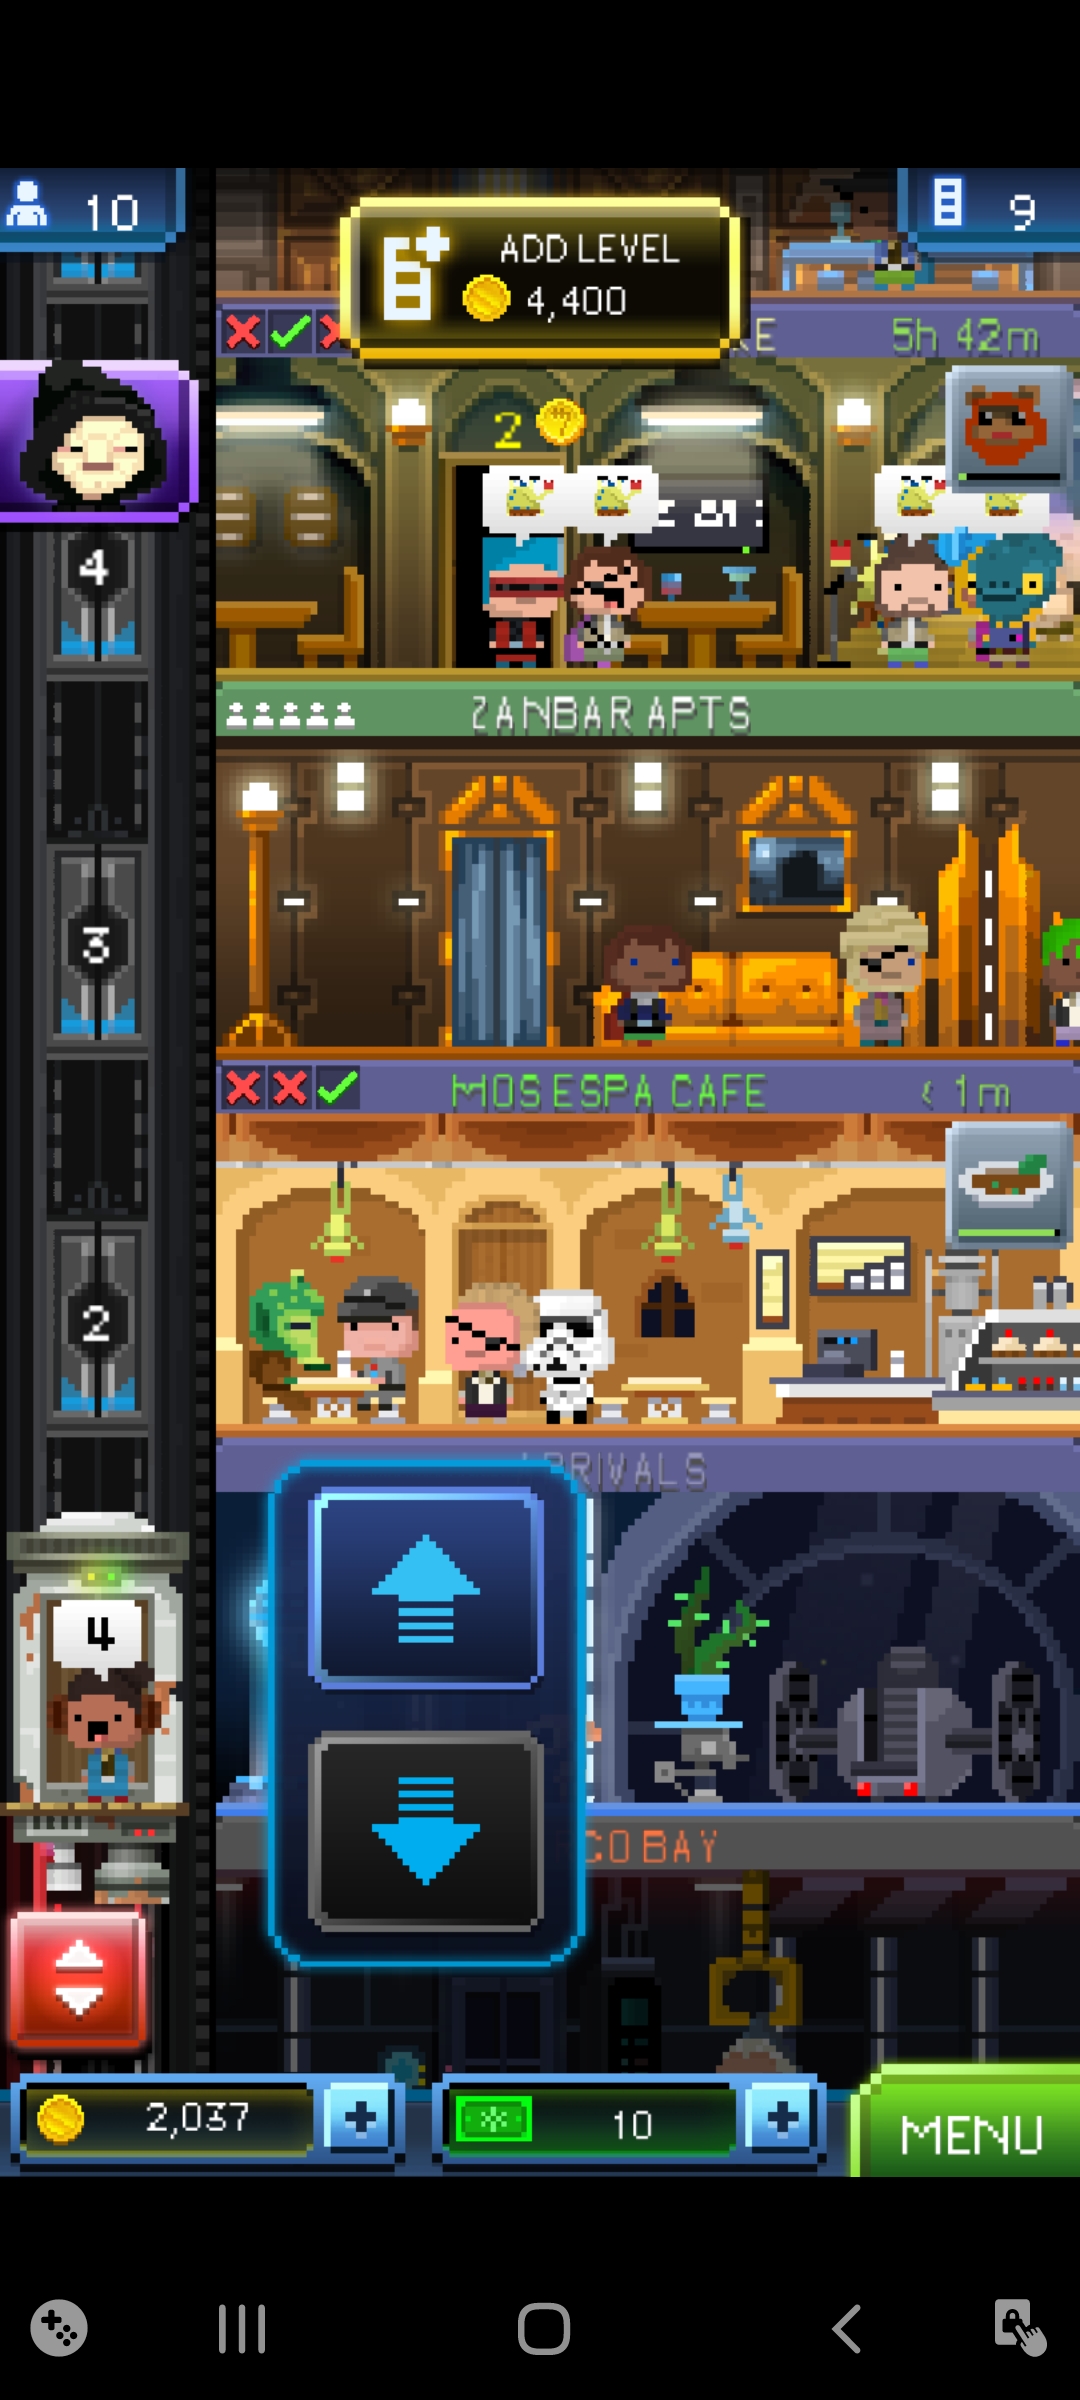 10
ADD LEVEL
4,400
9
KE
5h 42m
2
4
ZANBAR APTS
3
MOS ESPA CAFE
< 1m
2
RRIVALS
4
CO BAY
2,037
10
MENU